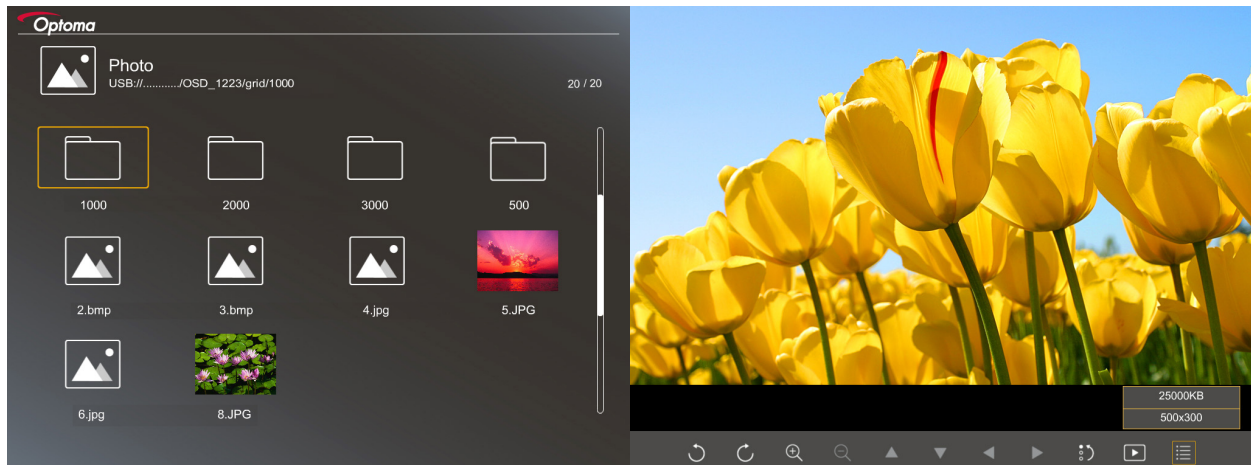 Optoma
Photo
USB://........../OSD_1223/grid/1000
20 / 20
1000
2000
3000
500
2.bmp
3.bmp
4.jpg
5.JPG
6.jpg
8.JPG
25000KB
500x300